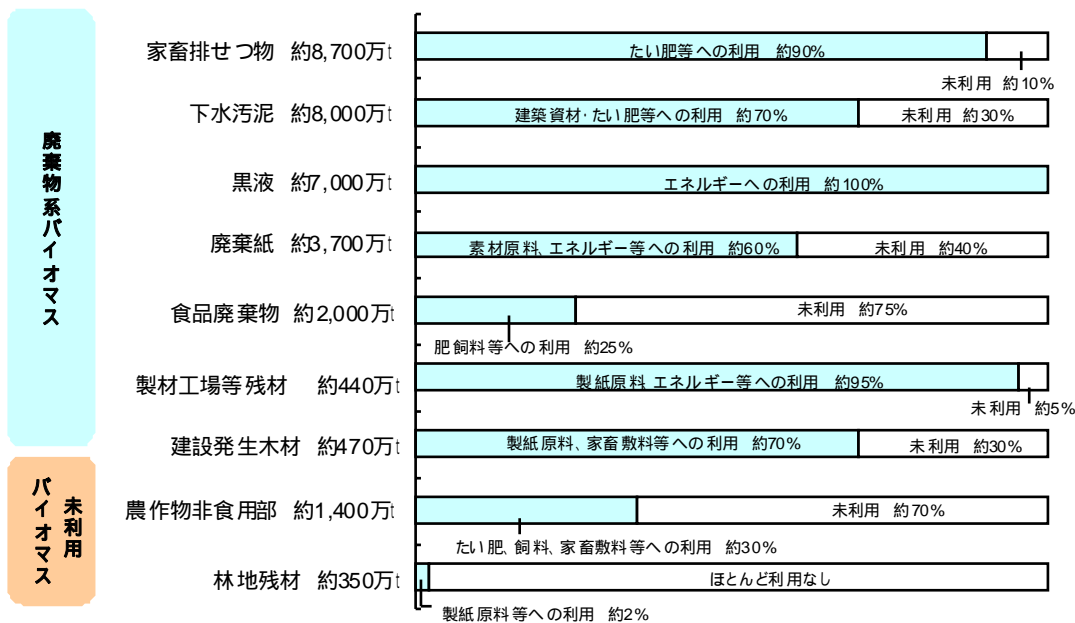 廃棄物系バイオマス
家畜排せつ物 約8,700万t
たい肥等への利用 約90%
未利用 約10%
下水汚泥 約8,000万t
建築資材・たい肥等への利用 約70%
未利用 約30%
黒液 約7,000万t
エネルギーへの利用 約100%
廃棄紙 約3,700万t
素材原料、エネルギー等への利用 約60%
未利用 約40%
食品廃棄物 約2,000万t
未利用 約75%
肥飼料等への利用 約25%
製材工場等残材 約440万t
製紙原料、エネルギー等への利用 約95%
未利用 約5%
建設発生木材 約470万t
製紙原料、家畜敷料等への利用 約70%
未利用 約30%
未利用
バイオマス
農作物非食用部 約1,400万t
未利用 約70%
たい肥、飼料、家畜敷料等への利用 約30%
林地残材 約350万t
ほとんど利用なし
製紙原料等への利用 約2%